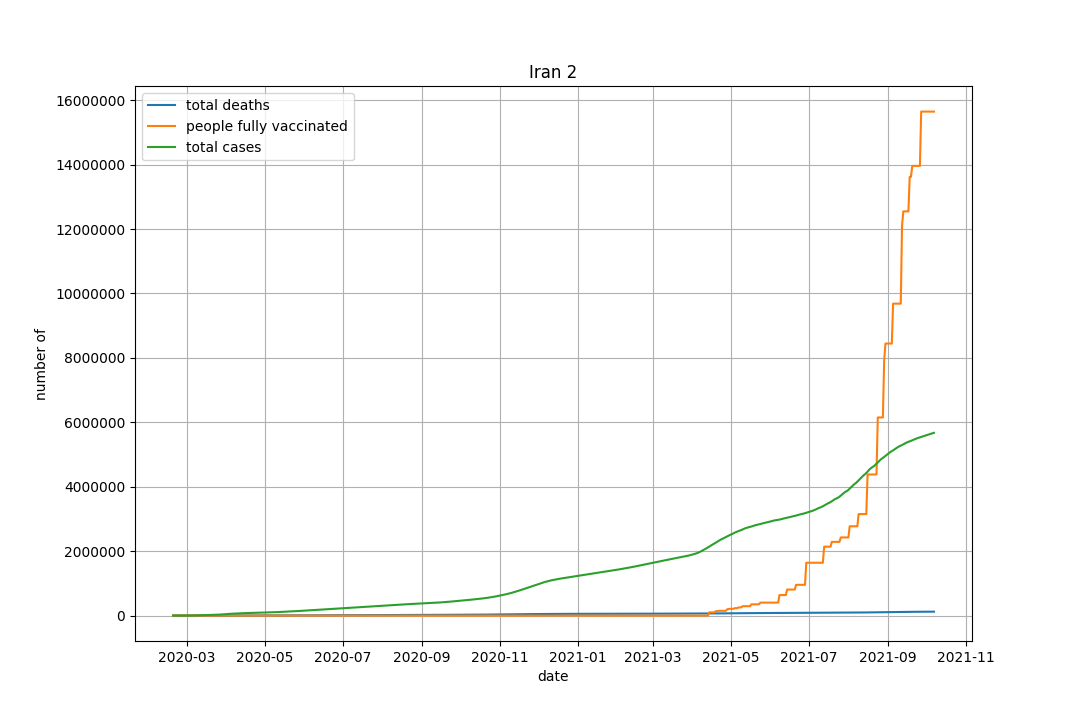 Iran 2
total deaths
people fully vaccinated
total cases
number of
16000000
14000000
12000000
10000000
8000000
6000000
4000000
2000000
0
2020-03 2020-05 2020-07 2020-09 2020-11 2021-01 2021-03 2021-05 2021-07 2021-09 2021-11
date